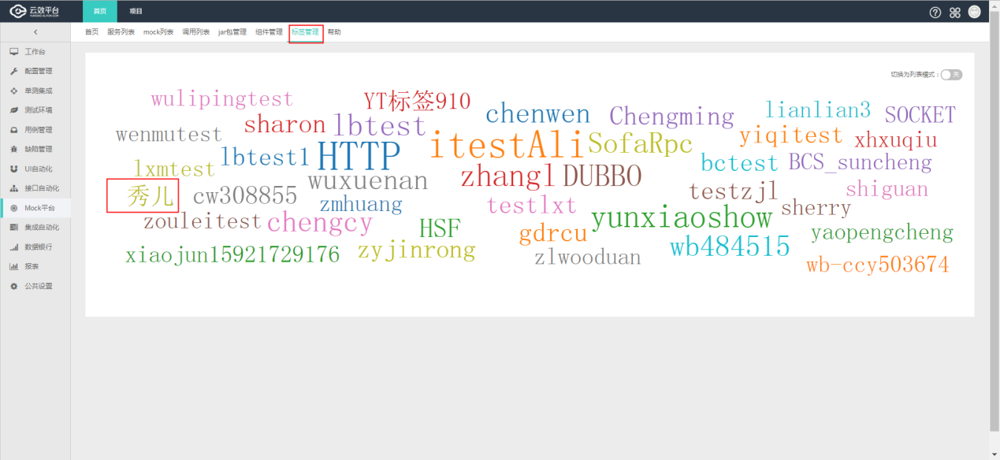 云效平台
YUNXIAO.ALIYUN.COM
首页 项目
首页 服务列表 mock列表 调用列表 jar包管理 组件管理 标签管理 帮助
工作台
配置管理
单测集成
测试环境
用例管理
缺陷管理
UI自动化
接口自动化
Mock平台
集成自动化
数据银行
报表
公共设置
切换为列表模式： 关
wulipingtest
YT标签910
chenwen
Chengming
lianlian3
SOCKET
wenmutest
sharon
lbtest
itestAli
SofaRpc
yiqitest
xhxuqiu
lxmtest
lbtest1
HTTP
zhangl
DUBBO
bctest
BCS_suncheng
秀儿
cw308855
wuxuenan
zmhuang
testlxt
testzjl
shiguan
sherry
zouleitest
chengcy
HSF
gdrcu
yunxiaoshow
yaopengcheng
xiaojun15921729176
zyjinrong
zlwooduan
wb484515
wb-ccy503674